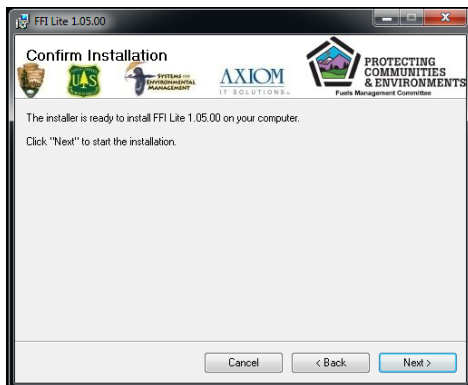 FFI Lite 1.05.00
Confirm Installation
UAS
SYSTEMS FOR
ENVIRONMENTAL
MANAGEMENT
AXIOM
IT SOLUTIONS
PROTECTING
COMMUNITIES
& ENVIRONMENTS
Fuels Management Committee
The installer is ready to install FFI Lite 1.05.00 on your computer.
Click "Next" to start the installation.
Cancel
< Back
Next >